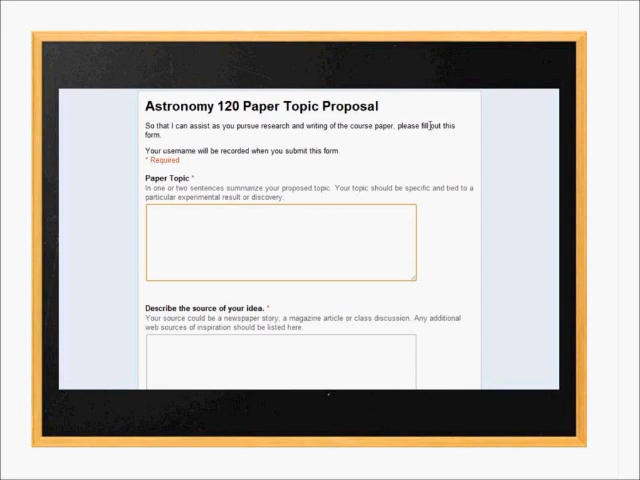 Astronomy 120 Paper Topic Proposal
So that I can assist as you pursue research and writing of the course paper, please fill out this
form.
Your username will be recorded when you submit this form.
* Required
Paper Topic *
In one or two sentences summarize your proposed topic. Your topic should be specific and tied to a
particular experimental result or discovery.
Describe the source of your idea. *
Your source could be a newspaper story, a magazine article or class discussion. Any additional
web sources of inspiration should be listed here.